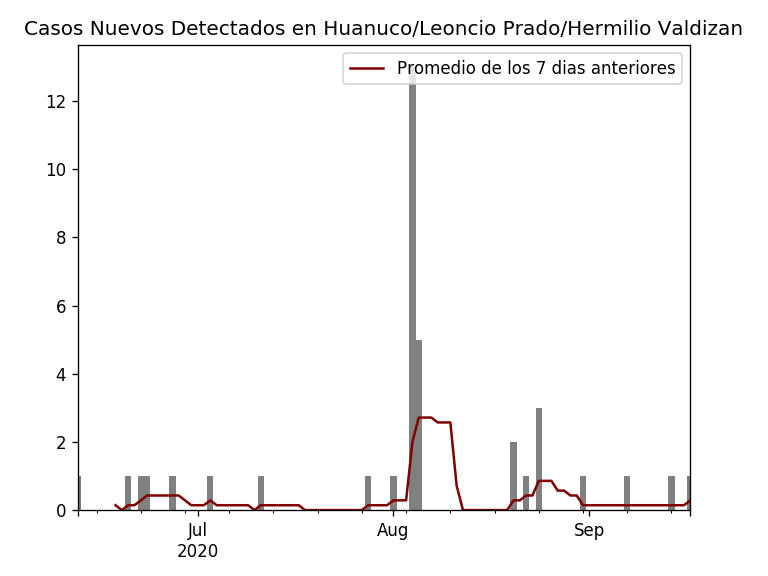 Casos Nuevos Detectados en Huanuco/Leoncio Prado/Hermilio Valdizan
Promedio de los 7 dias anteriores
12
10
8
6
4
2
0
Jul
Aug
Sep
2020